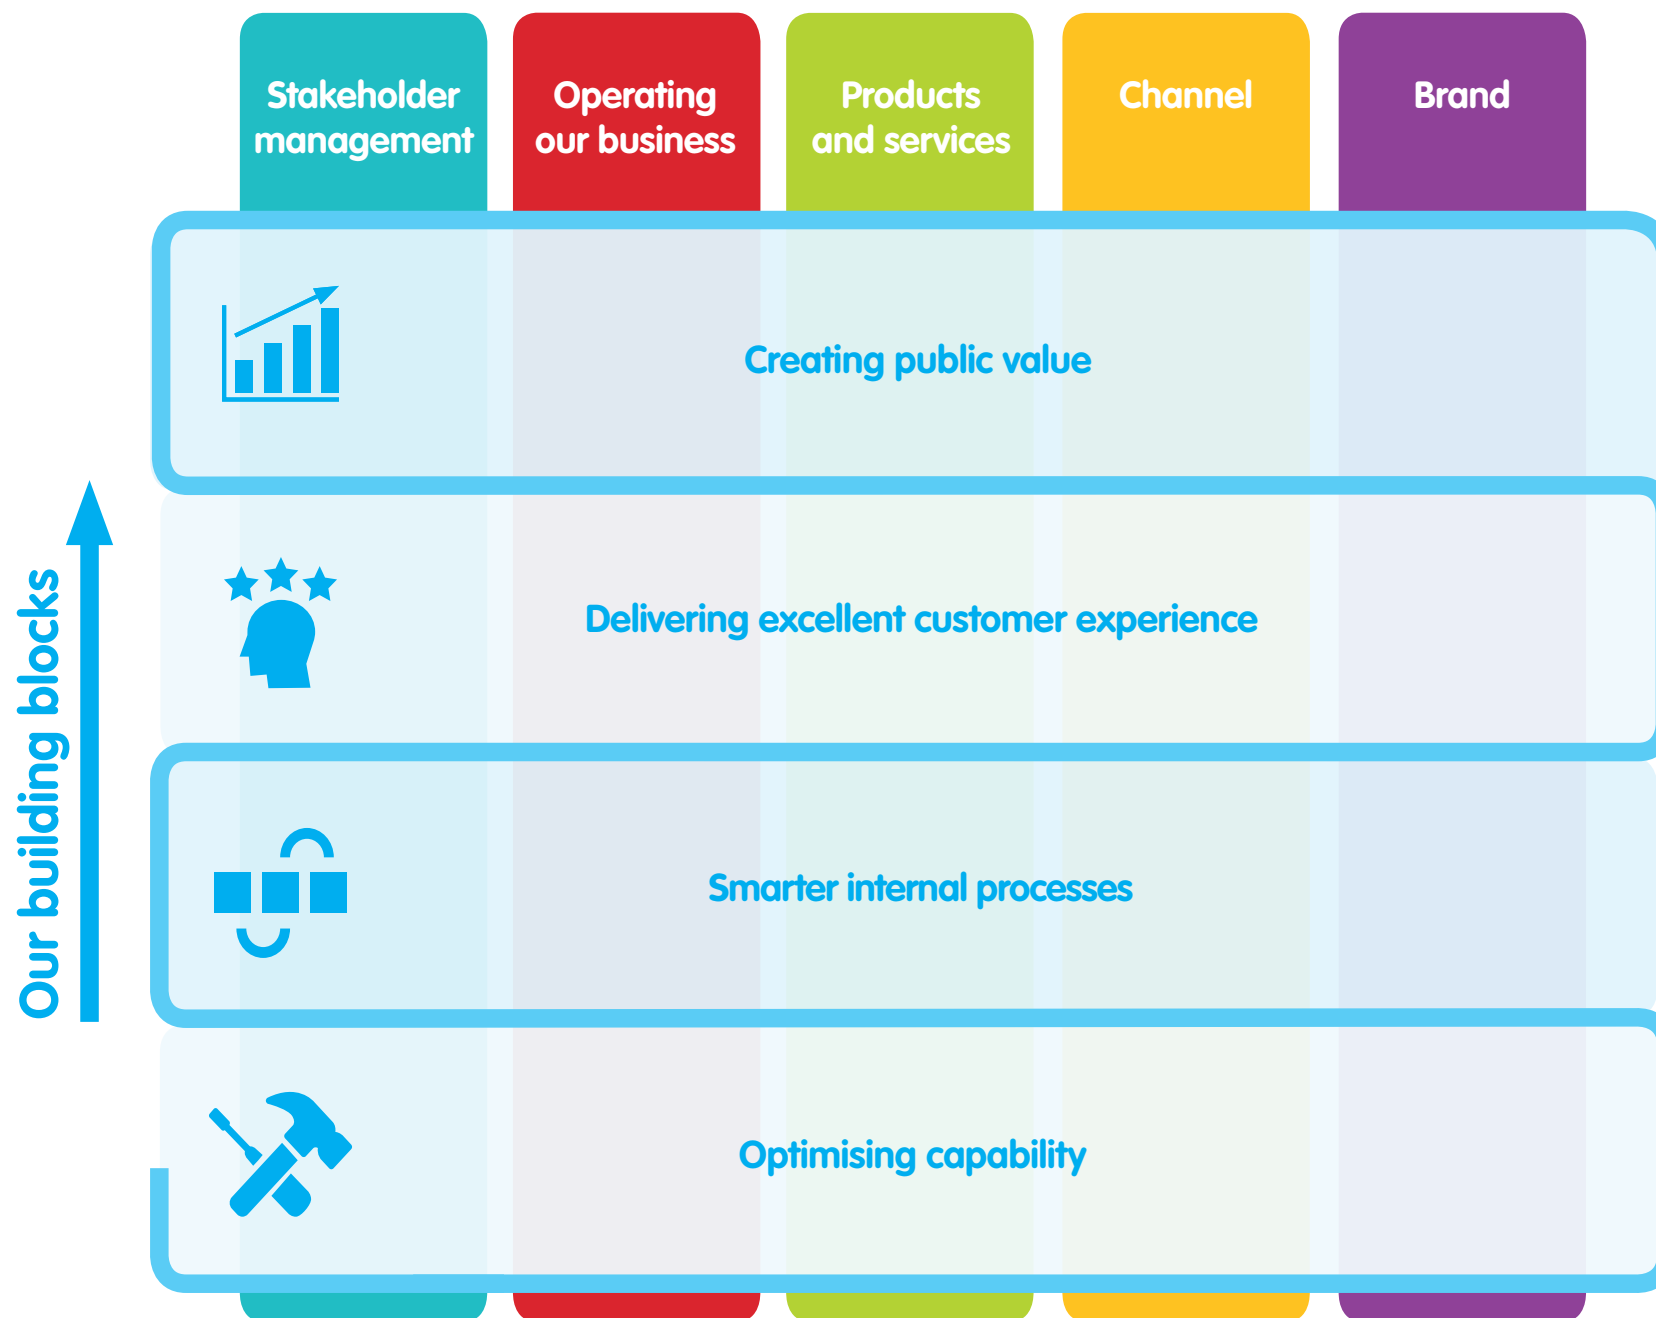 Stakeholder
management
Operating
our business
Products
and services
Channel
Brand
Creating public value
Delivering excellent customer experience
Smarter internal processes
Optimising capability
Our building blocks